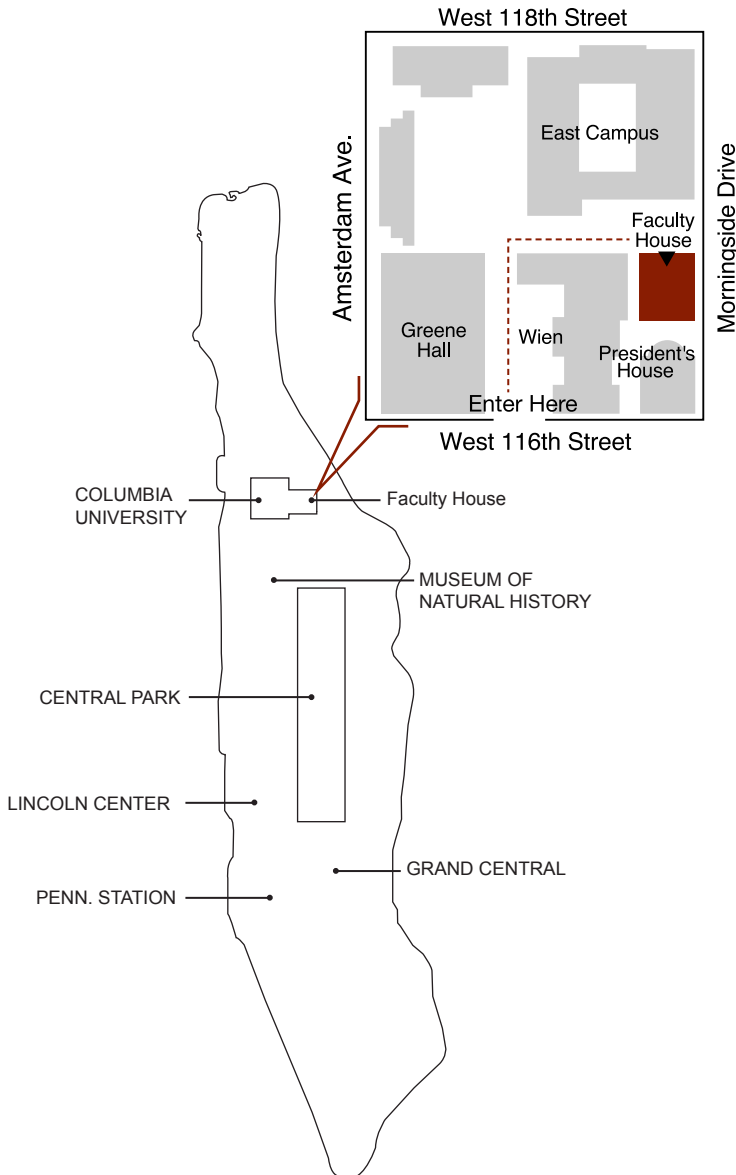 West 118th Street
Amsterdam Ave.
East Campus
Morningside Drive
Faculty
House
Greene
Hall
Wien
President's
House
Enter Here
West 116th Street
COLUMBIA
UNIVERSITY
Faculty House
MUSEUM OF
NATURAL HISTORY
CENTRAL PARK
LINCOLN CENTER
GRAND CENTRAL
PENN. STATION